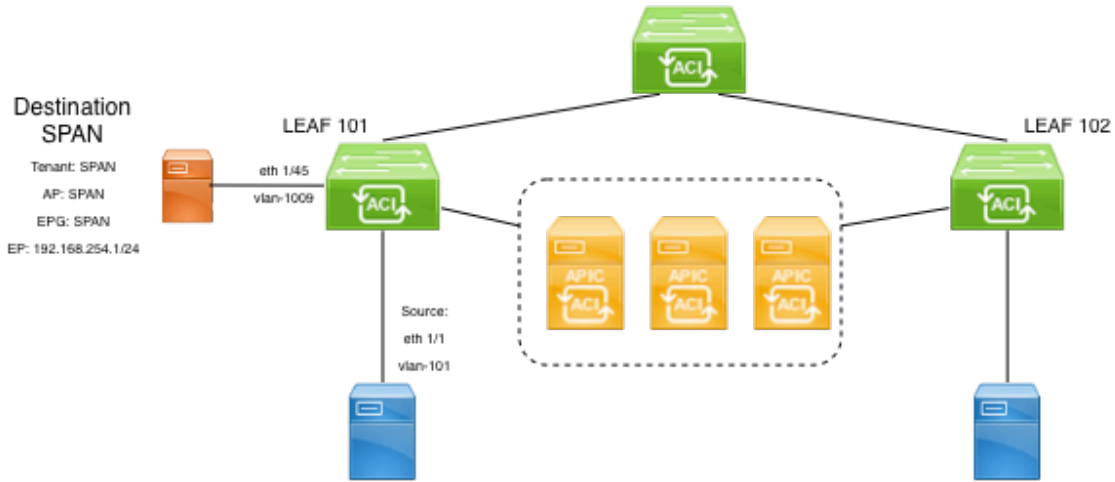 ACI
Destination
SPAN
Tenant: SPAN
AP: SPAN
EPG: SPAN
EP: 192.168.254.1/24
eth 1/45
vlan-1009
LEAF 101
ACI
LEAF 102
ACI
APIC
ACI
APIC
ACI
APIC
ACI
Source:
eth 1/1
vlan-101